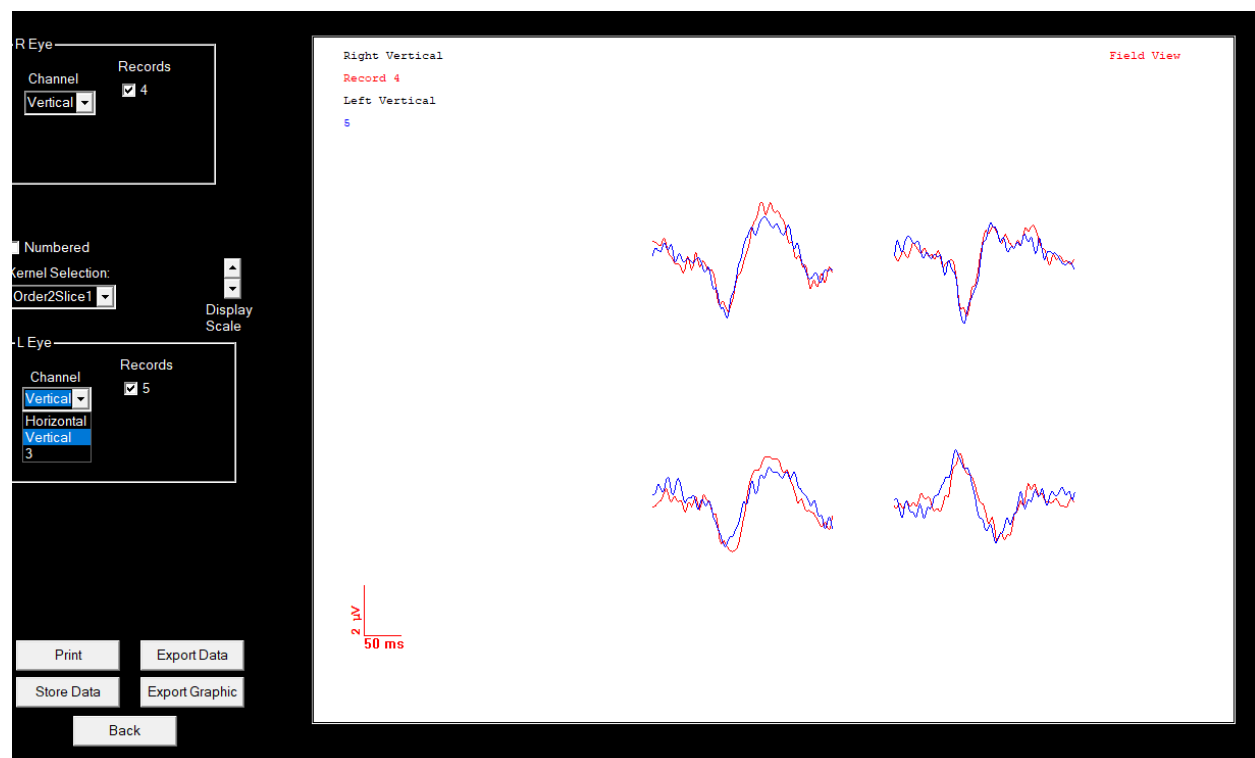 R Eye
Channel
Records
Vertical
4
Numbered
Kernel Selection:
Order2Slice1
Display
Scale
L Eye
Channel
Records
Vertical
5
Horizontal
Vertical
3
Print
Export Data
Store Data
Export Graphic
Back
Right Vertical
Field View
Record 4
Left Vertical
5
2 µV
50 ms